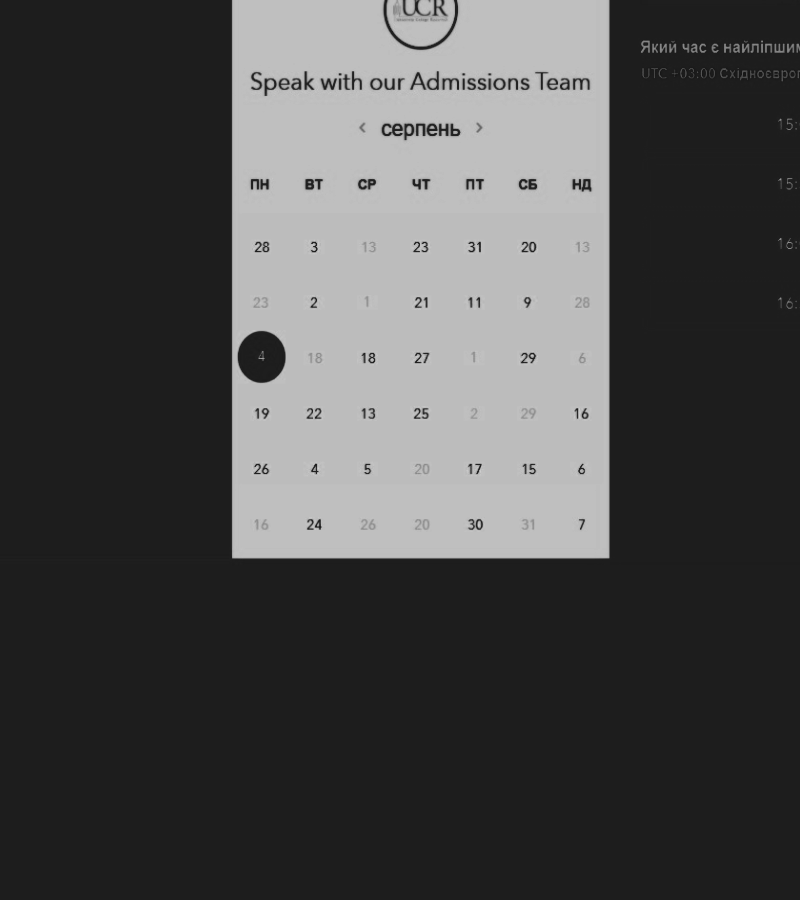 UCR
Speak with our Admissions Team
< серпень >
ПН ВТ СР ЧТ ПТ СБ НД
28 3 13 23 31 20 13
23 2 1 21 11 9 28
4 18 18 27 1 29 6
19 22 13 25 2 29 16
26 4 5 20 17 15 6
16 24 26 20 30 31 7
Який час є
UTC +03:00
15:
15:
16:
16: